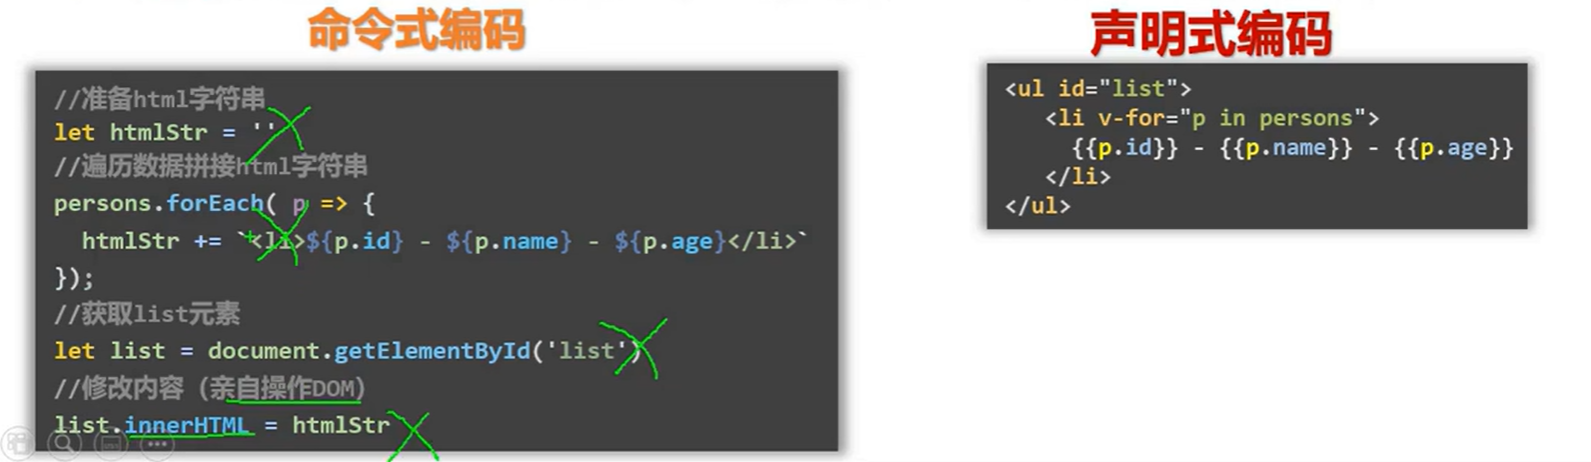 命令式编码
//准备html字符串
let htmlStr = ''
//遍历数据拼接html字符串
persons.forEach( p => {
htmlStr += `<li>${p.id} - ${p.name} - ${p.age}</li>`
});
//获取list元素
let list = document.getElementById('list')
//修改内容（亲自操作DOM）
list.innerHTML = htmlStr
声明式编码
<ul id="list">
<li v-for="p in persons">
{{p.id}} - {{p.name}} - {{p.age}}
</li>
</ul>